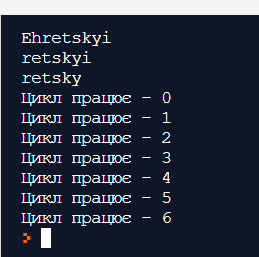 Ehretskyi
retskyi
retsky
Цикл працює - 0
Цикл працює - 1
Цикл працює - 2
Цикл працює - 3
Цикл працює - 4
Цикл працює - 5
Цикл працює - 6
>